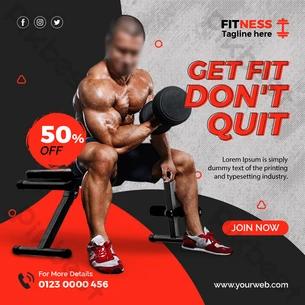 FITNESS
Tagline here
GET FIT
DON'T
QUIT
50%
OFF
Lorem Ipsum is simply
dummy text of the printing and
typesetting industry.
JOIN NOW
For More Details
0123 0000 456
www.yourweb.com